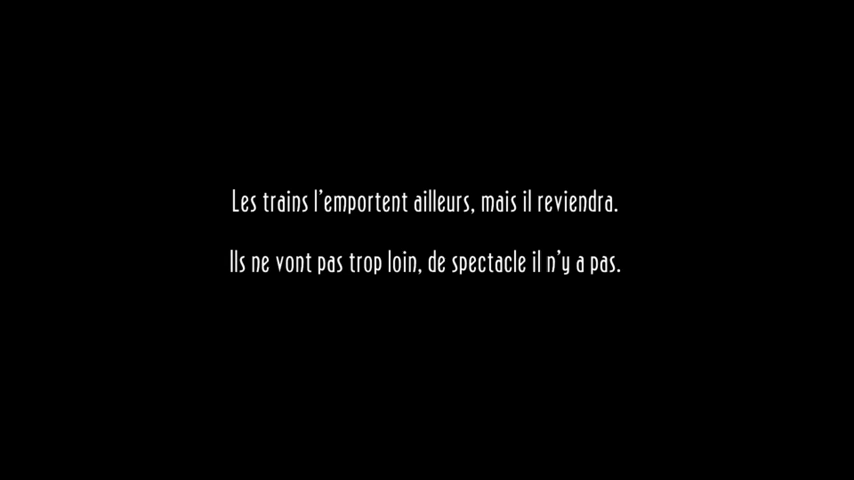 Les trains l’emportent ailleurs, mais il reviendra.
Ils ne vont pas trop loin, de spectacle il n’y a pas.